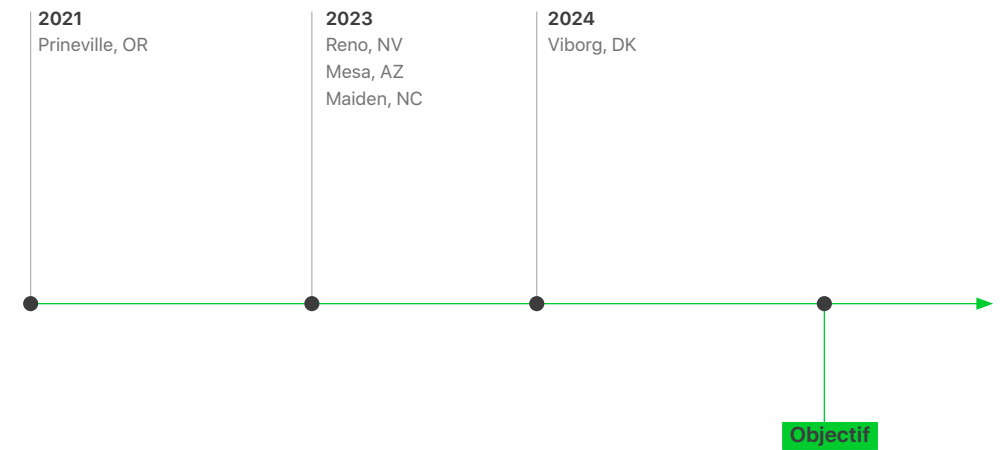 2021
Prineville, OR
2023
Reno, NV
Mesa, AZ
Maiden, NC
2024
Viborg, DK
Objectif